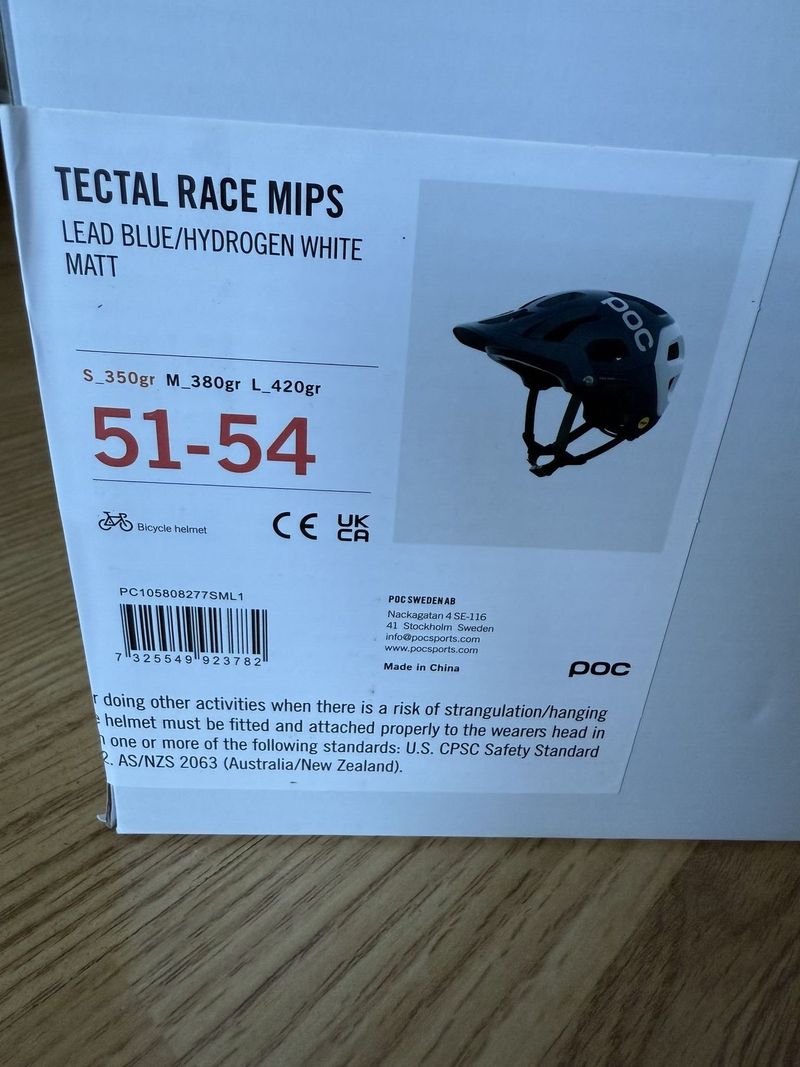 TECTAL RACE MIPS
LEAD BLUE/HYDROGEN WHITE
MATT
S_350gr M_380gr L_420gr
51-54
Bicycle helmet
CE UK
CA
poc
PC105808277SML1
7 325549 923782
POC SWEDEN AB
Nackagatan 4 SE-116
41 Stockholm Sweden
info@pocsports.com
www.pocsports.com
Made in China
poc
doing other activities when there is a risk of strangulation/hanging
helmet must be fitted and attached properly to the wearers head in
one or more of the following standards: U.S. CPSC Safety Standard
2. AS/NZS 2063 (Australia/New Zealand).